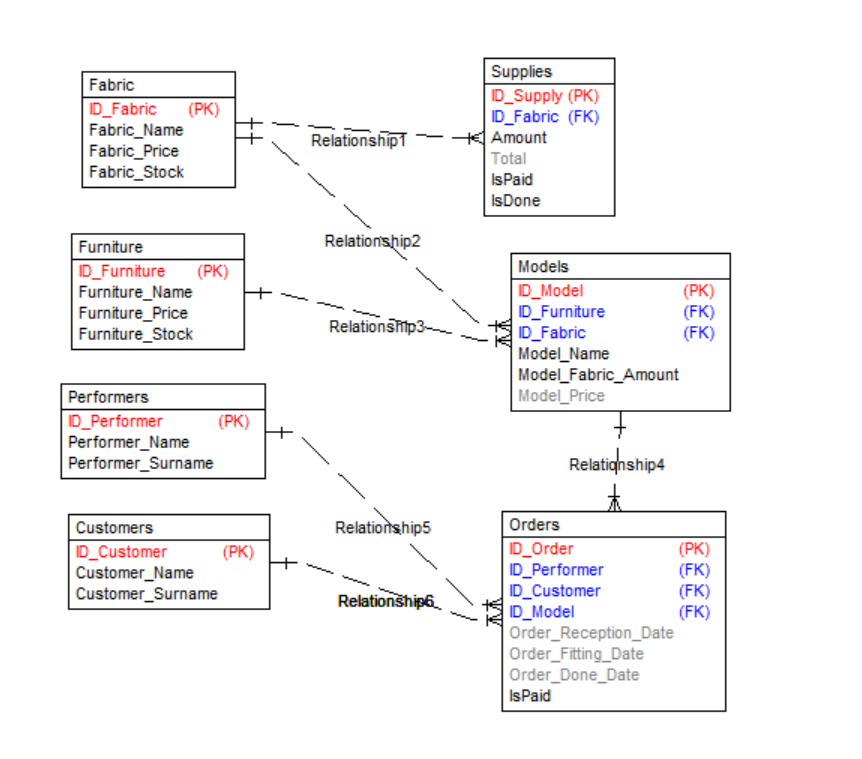 Fabric
ID_Fabric (PK)
Fabric_Name
Fabric_Price
Fabric_Stock
Supplies
ID_Supply (PK)
ID_Fabric (FK)
Amount
Total
IsPaid
IsDone
Relationship1
Relationship2
Furniture
ID_Furniture (PK)
Furniture_Name
Furniture_Price
Furniture_Stock
Relationship3
Models
ID_Model (PK)
ID_Furniture (FK)
ID_Fabric (FK)
Model_Name
Model_Fabric_Amount
Model_Price
Performers
ID_Performer (PK)
Performer_Name
Performer_Surname
Relationship4
Relationship5
Customers
ID_Customer (PK)
Customer_Name
Customer_Surname
Relationship6
Orders
ID_Order (PK)
ID_Performer (FK)
ID_Customer (FK)
ID_Model (FK)
Order_Reception_Date
Order_Fitting_Date
Order_Done_Date
IsPaid